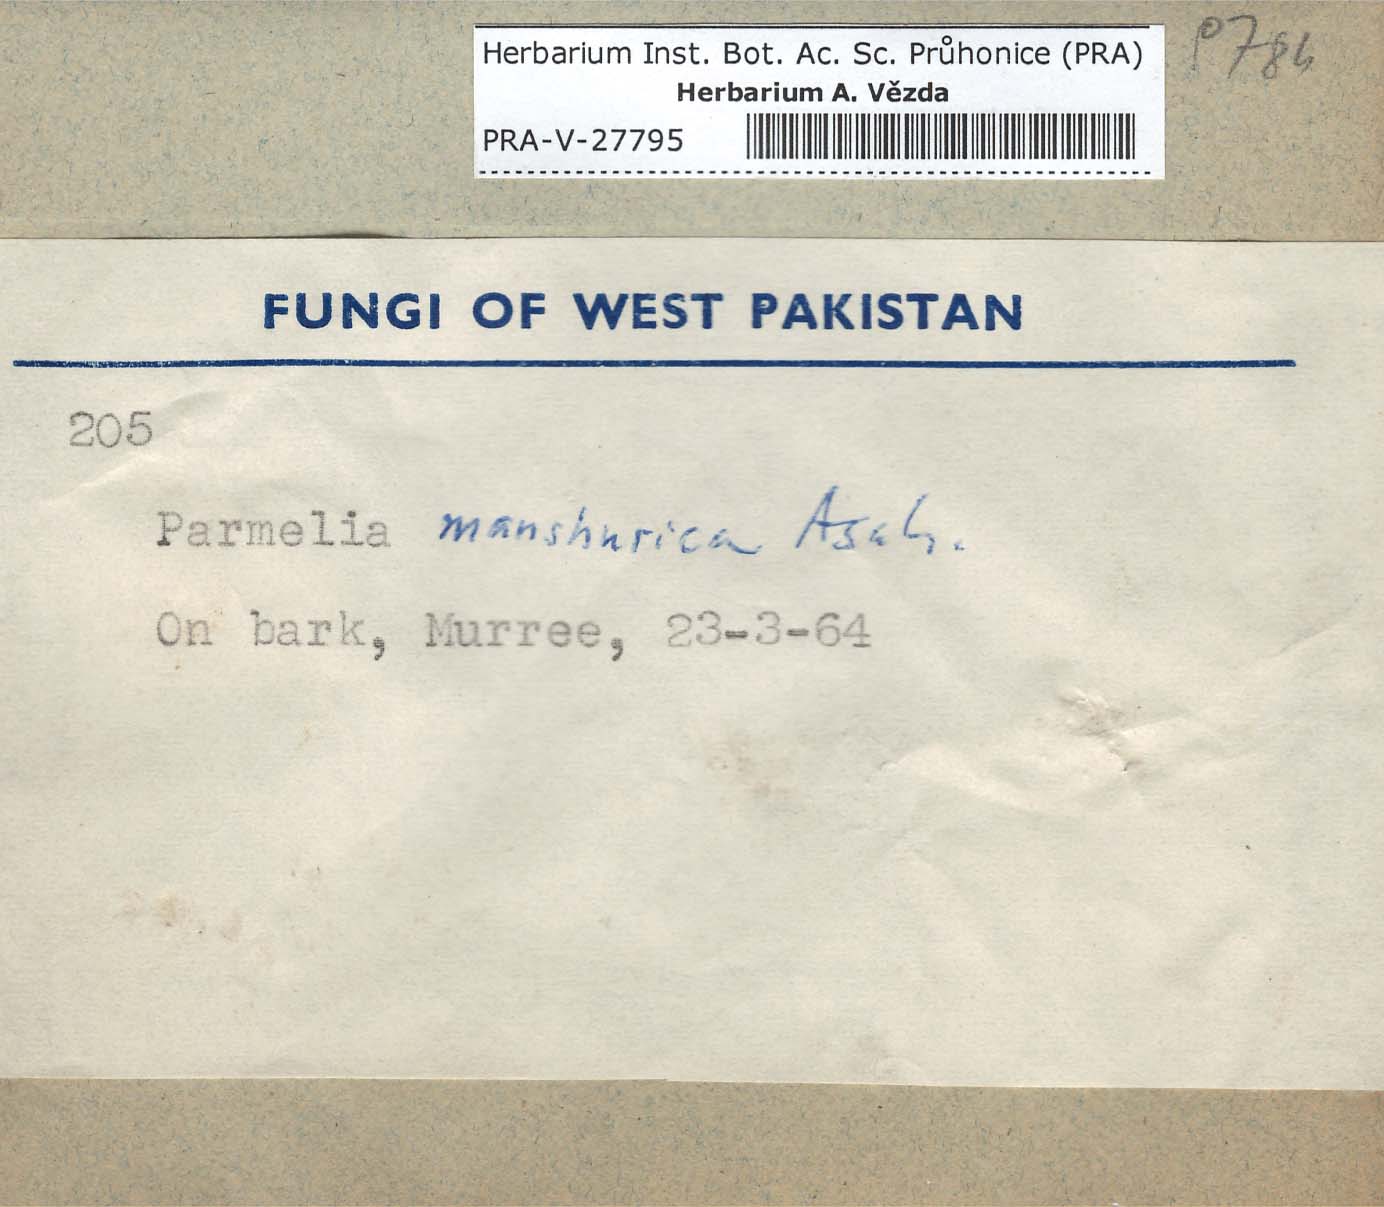 Herbarium Inst. Bot. Ac. Sc. Průhonice (PRA)
Herbarium A. Vězda
PRA-V-27795
FUNGI OF WEST PAKISTAN
205
Parmelia manshurica Asah.
On bark, Murree, 23-3-64